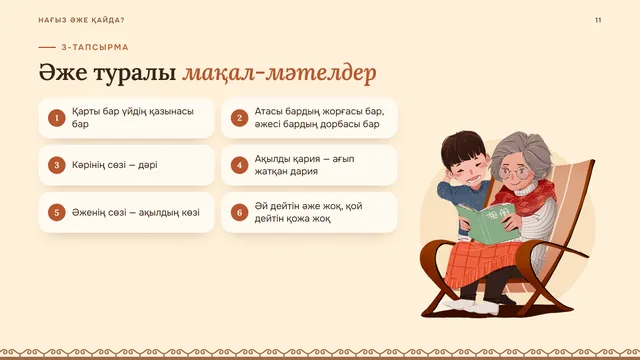 НАҒЫЗ ӘЖЕ ҚАЙДА?
11
3-ТАПСЫРМА
Әже туралы мақал-мәтелдер
1
Қарты бар үйдің қазынасы
бар
2
Атасы бардың жорғасы бар,
әжесі бардың дорбасы бар
3
Кәрінің сөзі — дәрі
4
Ақылды қария — ағып
жатқан дария
5
Әженің сөзі — ақылдың көзі
6
Әй дейтін әже жоқ, қой
дейтін қожа жоқ